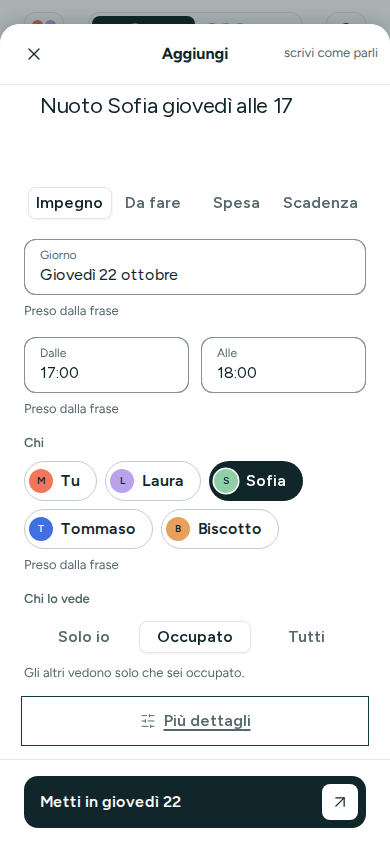 Aggiungi
scrivi come parli
Nuoto Sofia giovedì alle 17
Impegno Da fare Spesa Scadenza
Giorno
Giovedì 22 ottobre
Preso dalla frase
Dalle Alle
17:00 18:00
Preso dalla frase
Chi
M Tu L Laura S Sofia
T Tommaso B Biscotto
Preso dalla frase
Chi lo vede
Solo io Occupato Tutti
Gli altri vedono solo che sei occupato.
Più dettagli
Metti in giovedì 22